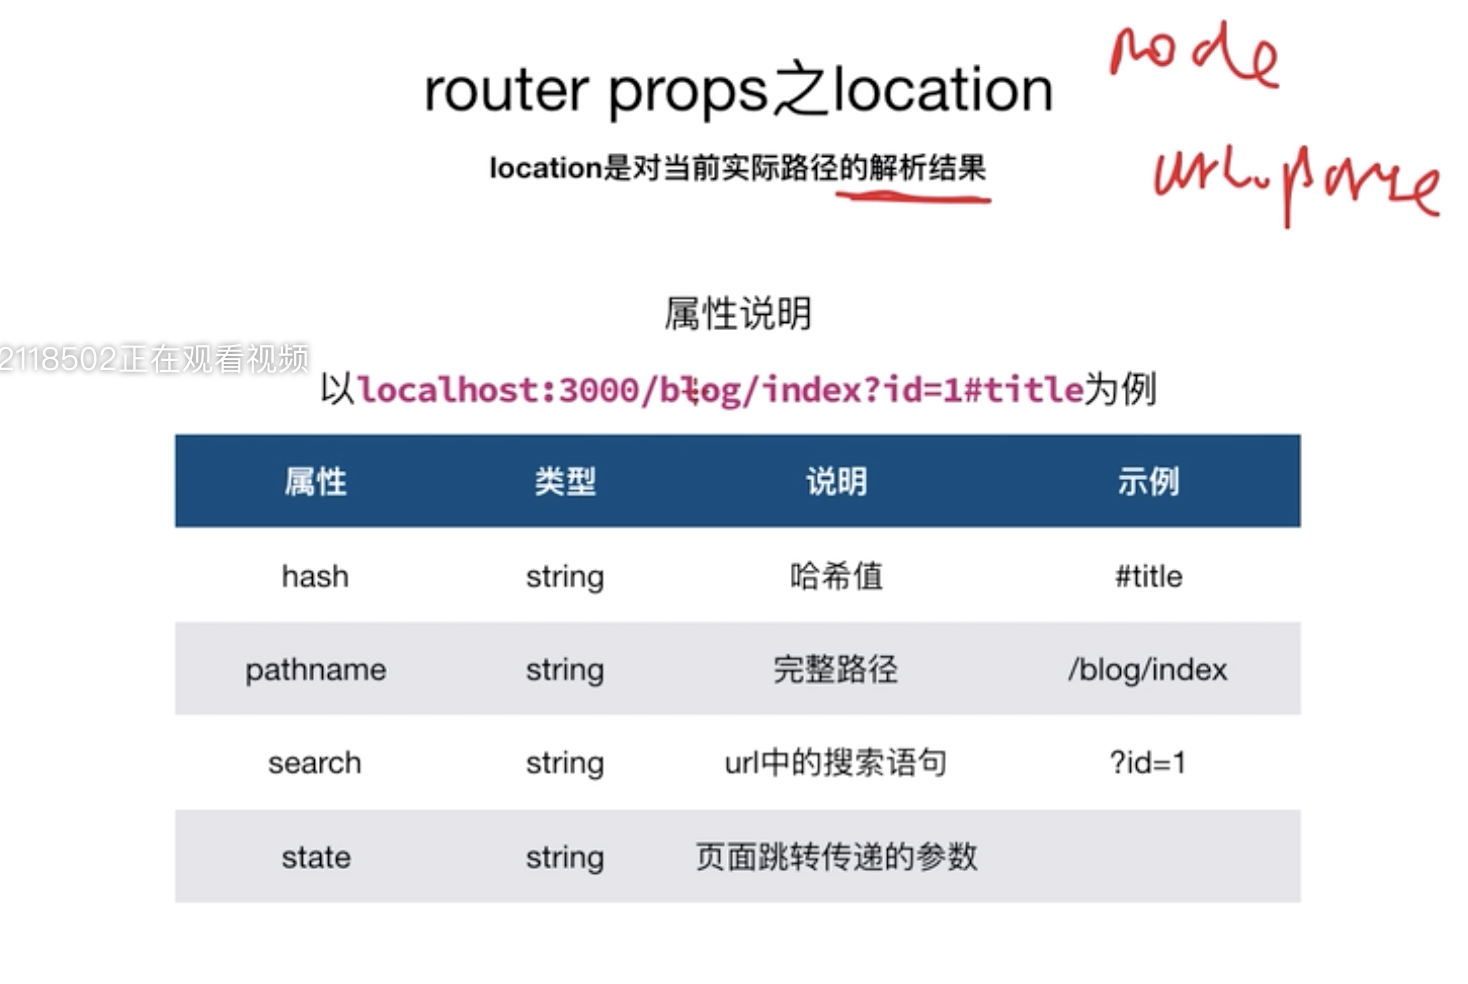 router props之location
node
location是对当前实际路径的解析结果
url.parse
属性说明
2118502正在观看视频
以localhost:3000/blog/index?id=1#title为例
属性 类型 说明 示例
hash string 哈希值 #title
pathname string 完整路径 /blog/index
search string url中的搜索语句 ?id=1
state string 页面跳转传递的参数